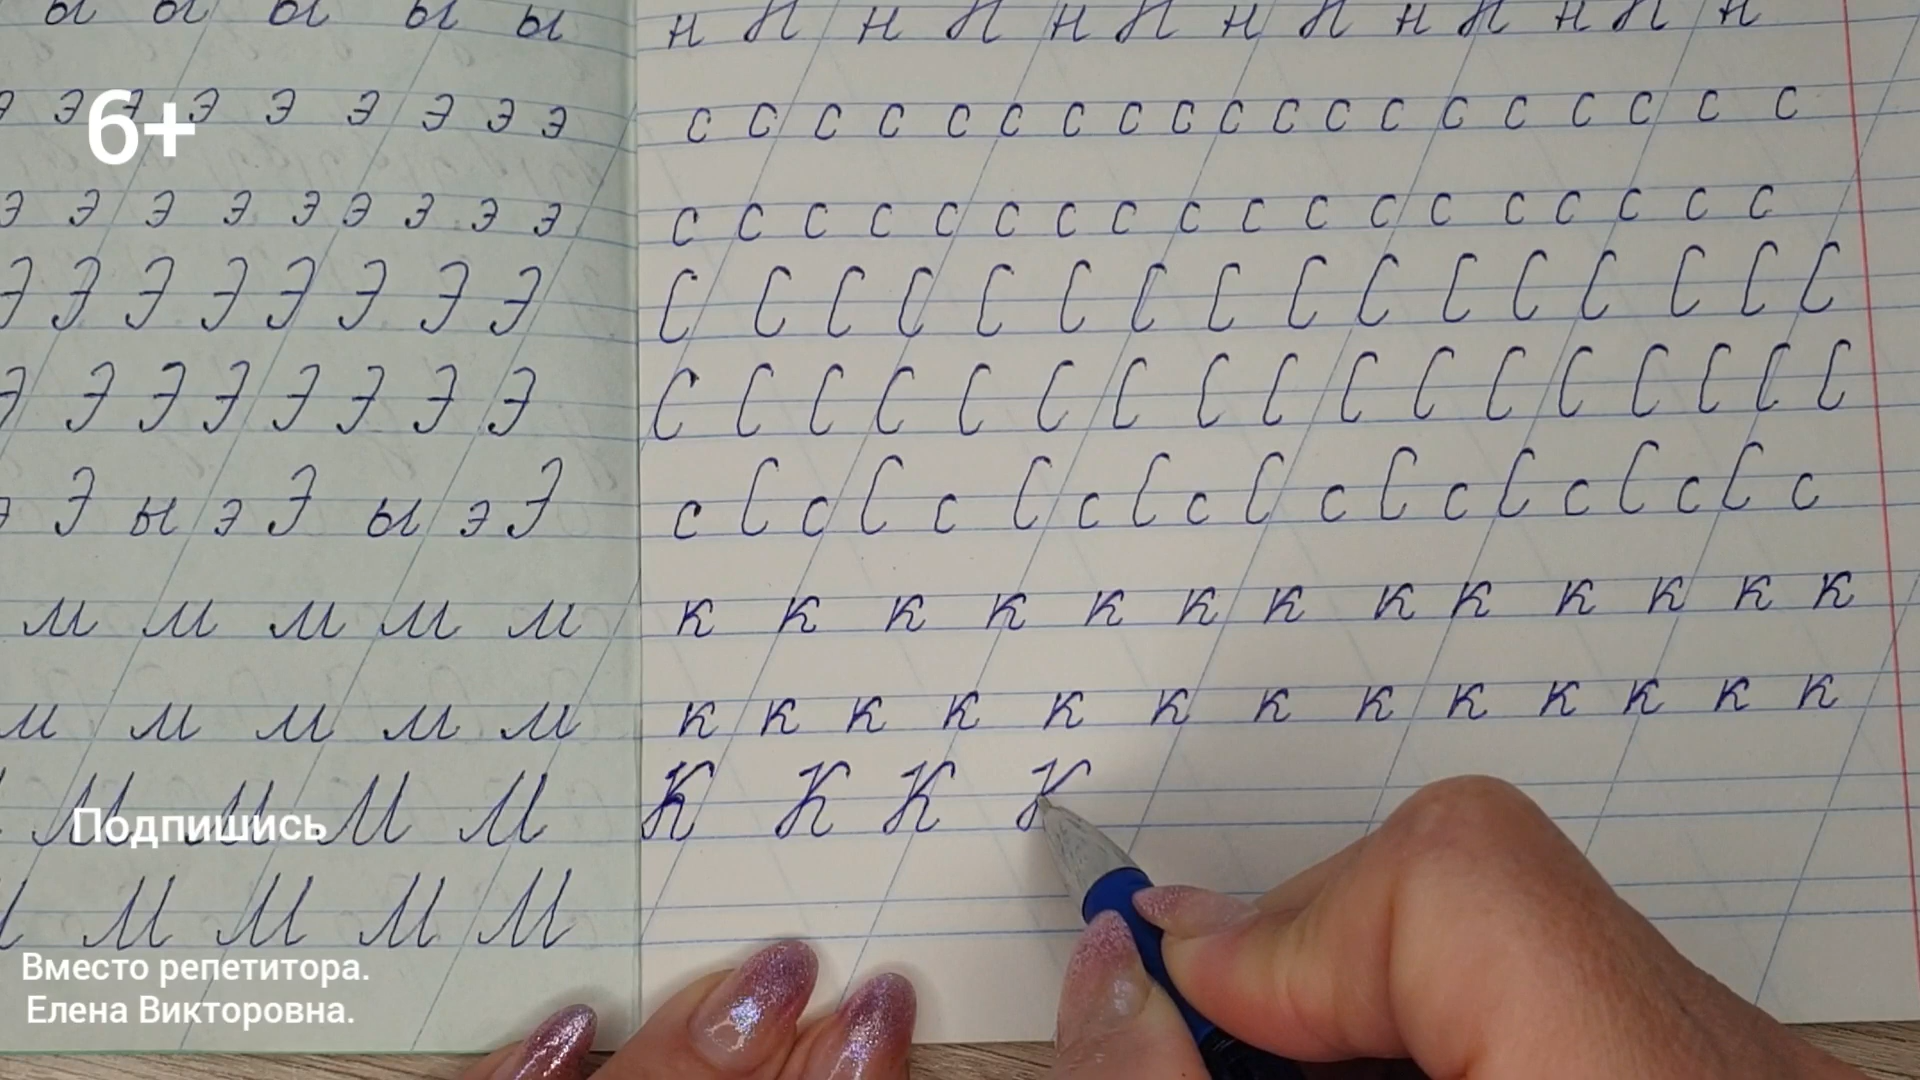 ы ы ы ы ы
э э э э э э э э э
э э э э э э э э э
Э Э Э Э Э Э Э Э
Э Э Э Э Э Э Э Э
э Э ы э Э ы э Э
м м м м м
м м м м м
М М М М М
М М М М М
н Н н Н н Н н Н н Н н Н н
с с с с с с с с с с с с с с с с с с с
с с с с с с с с с с с с с с с с с с
С С С С С С С С С С С С С С С С
С С С С С С С С С С С С С С С С С
с С с С с С с С с С с С с С с С с С с
к к к к к к к к к к к к к
к к к к к к к к к к к к к
К К К К
6+
Подпишись
Вместо репетитора.
Елена Викторовна.